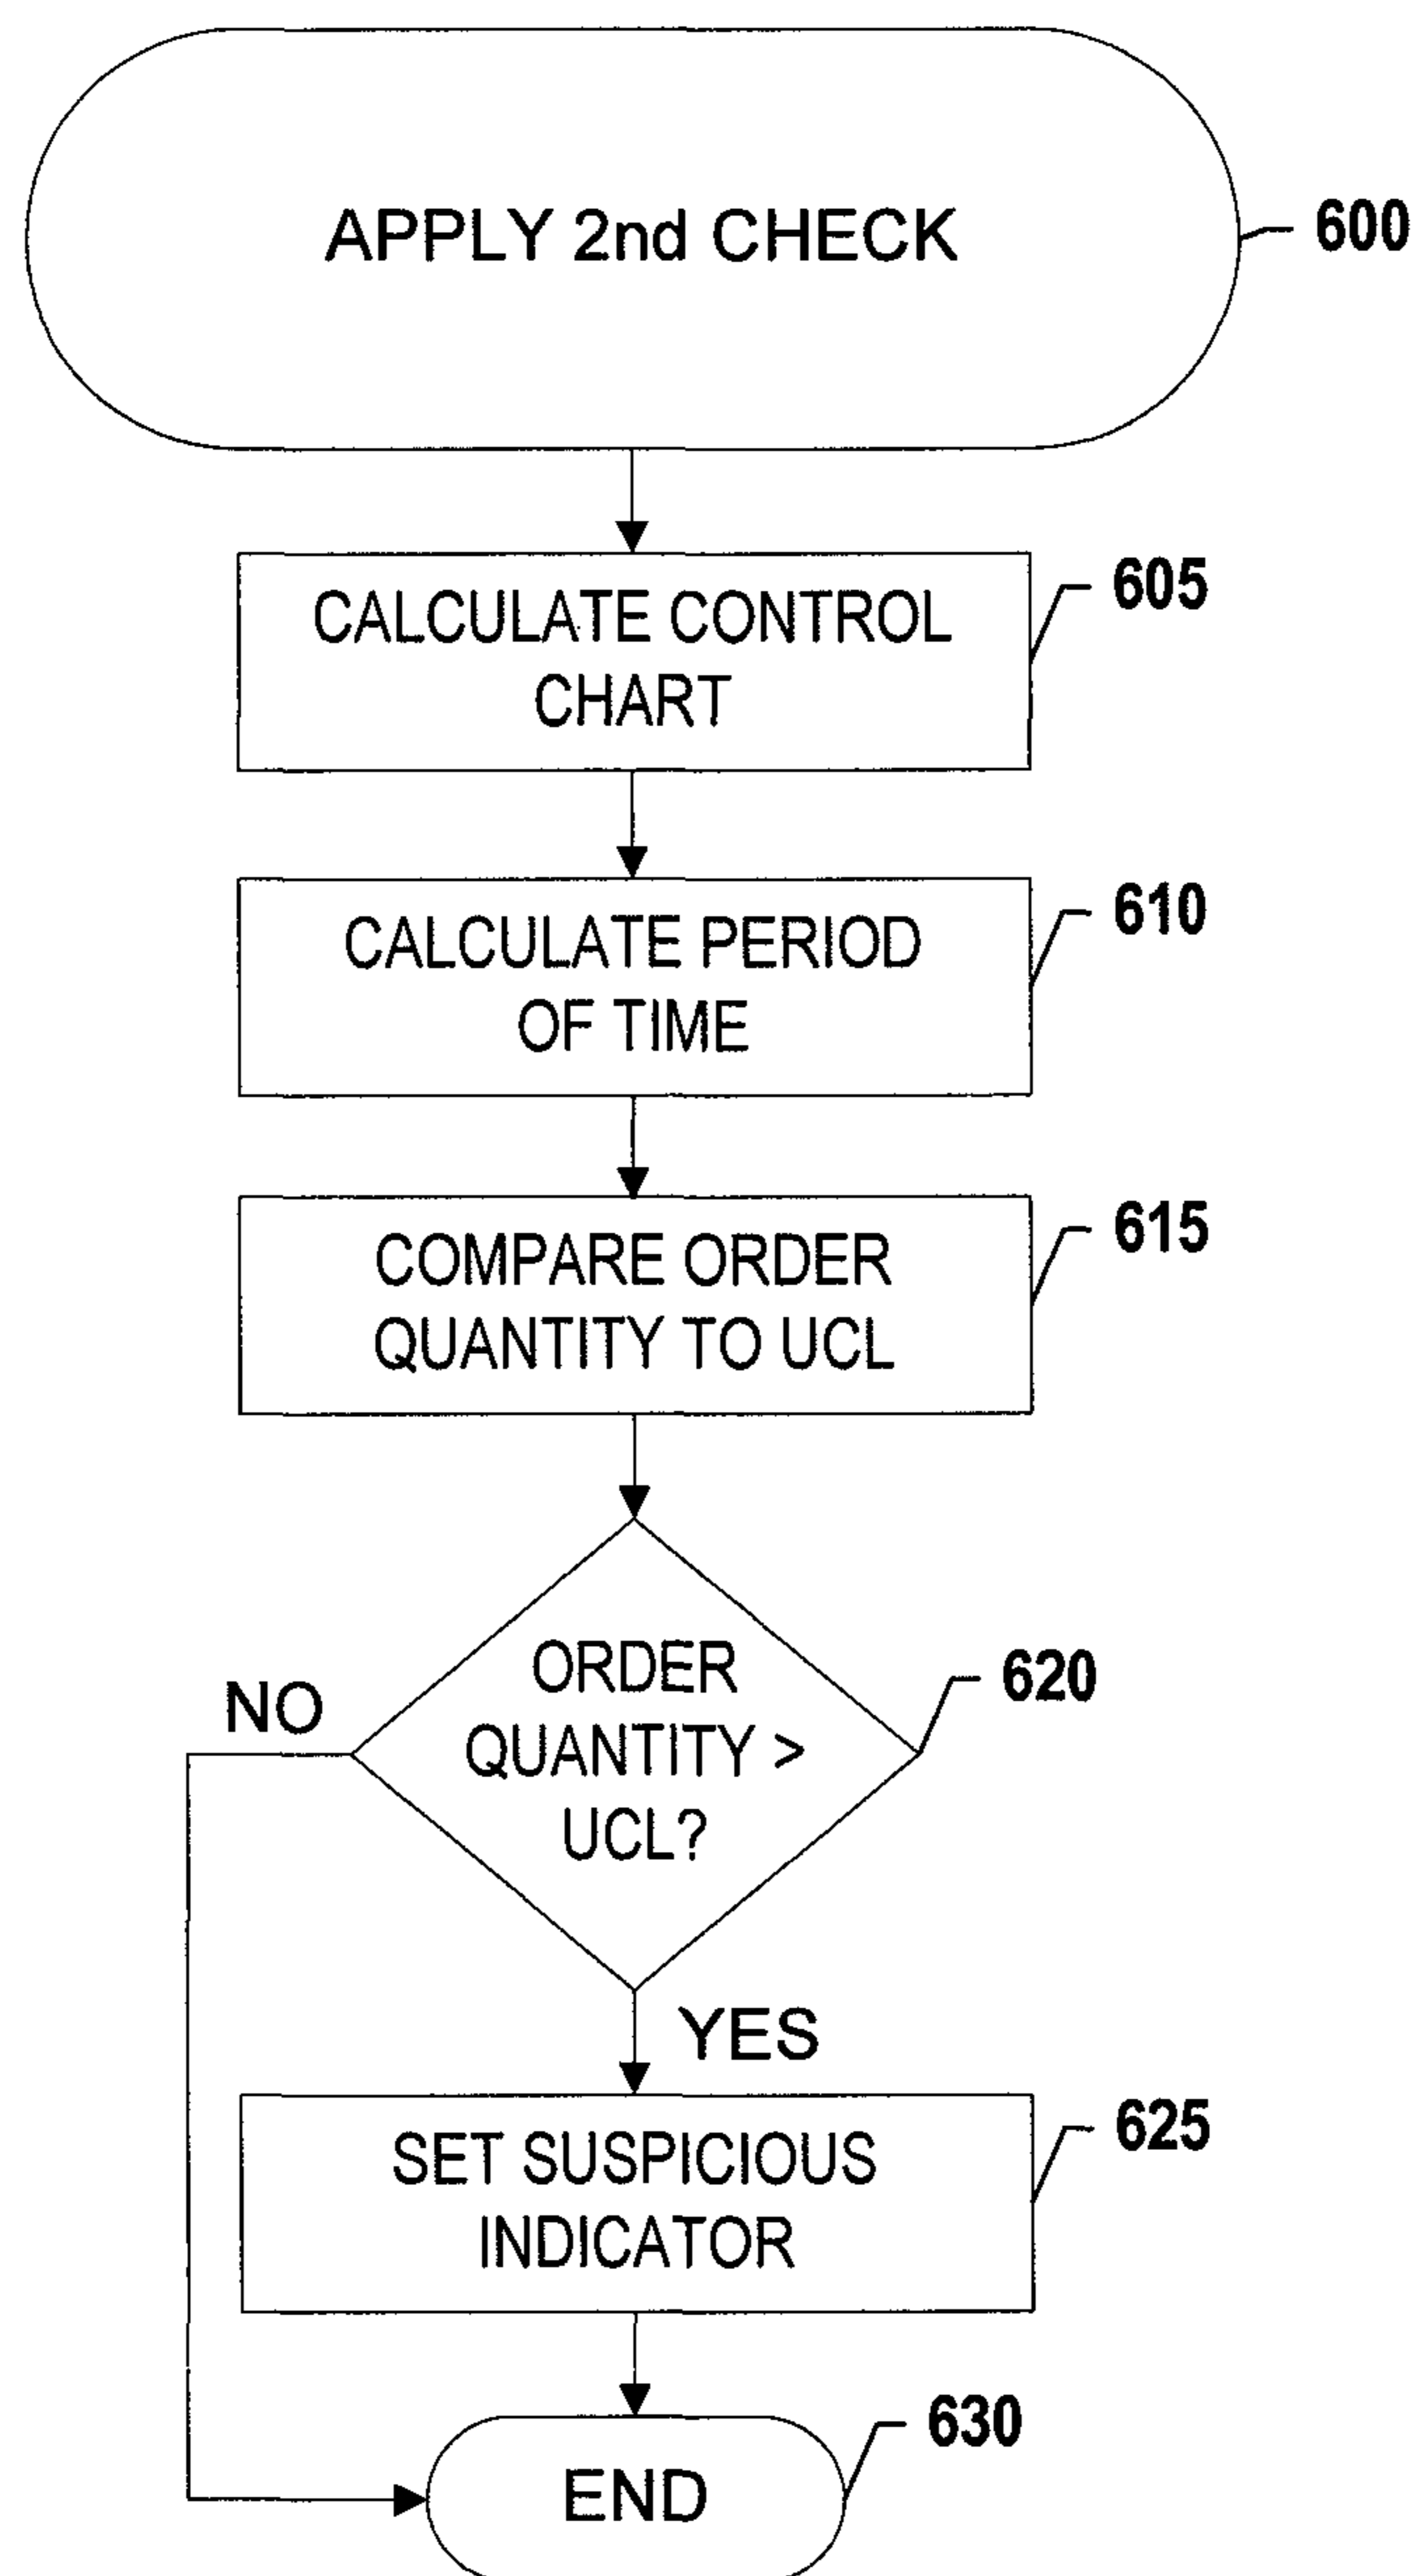 APPLY 2nd CHECK
600
CALCULATE CONTROL
CHART
605
CALCULATE PERIOD
OF TIME
610
COMPARE ORDER
QUANTITY TO UCL
615
ORDER
QUANTITY >
UCL?
620
NO
YES
SET SUSPICIOUS
INDICATOR
625
END
630